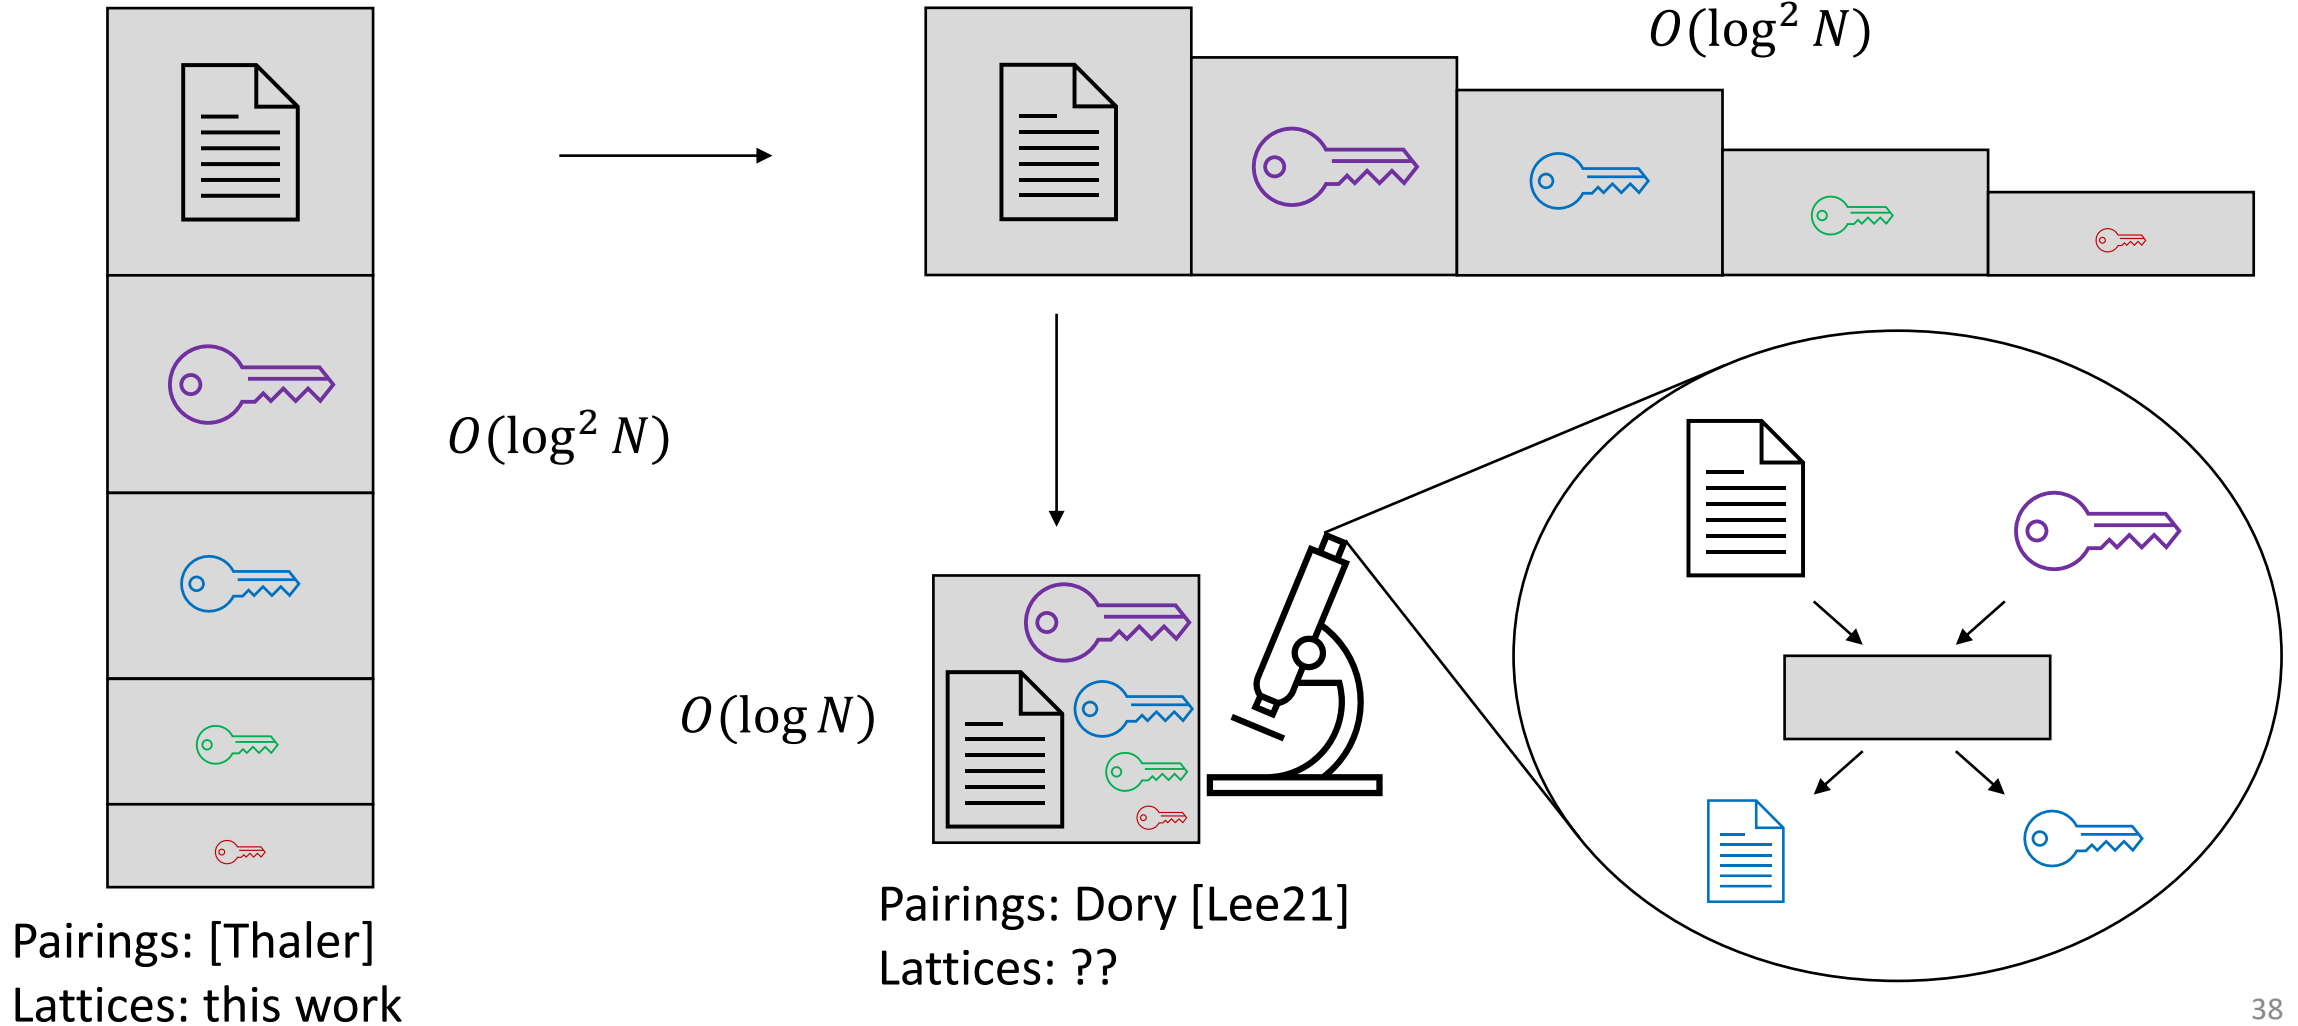 O(log² N)
O(log² N)
O(log N)
Pairings: Dory [Lee21]
Lattices: ??
Pairings: [Thaler]
Lattices: this work
38